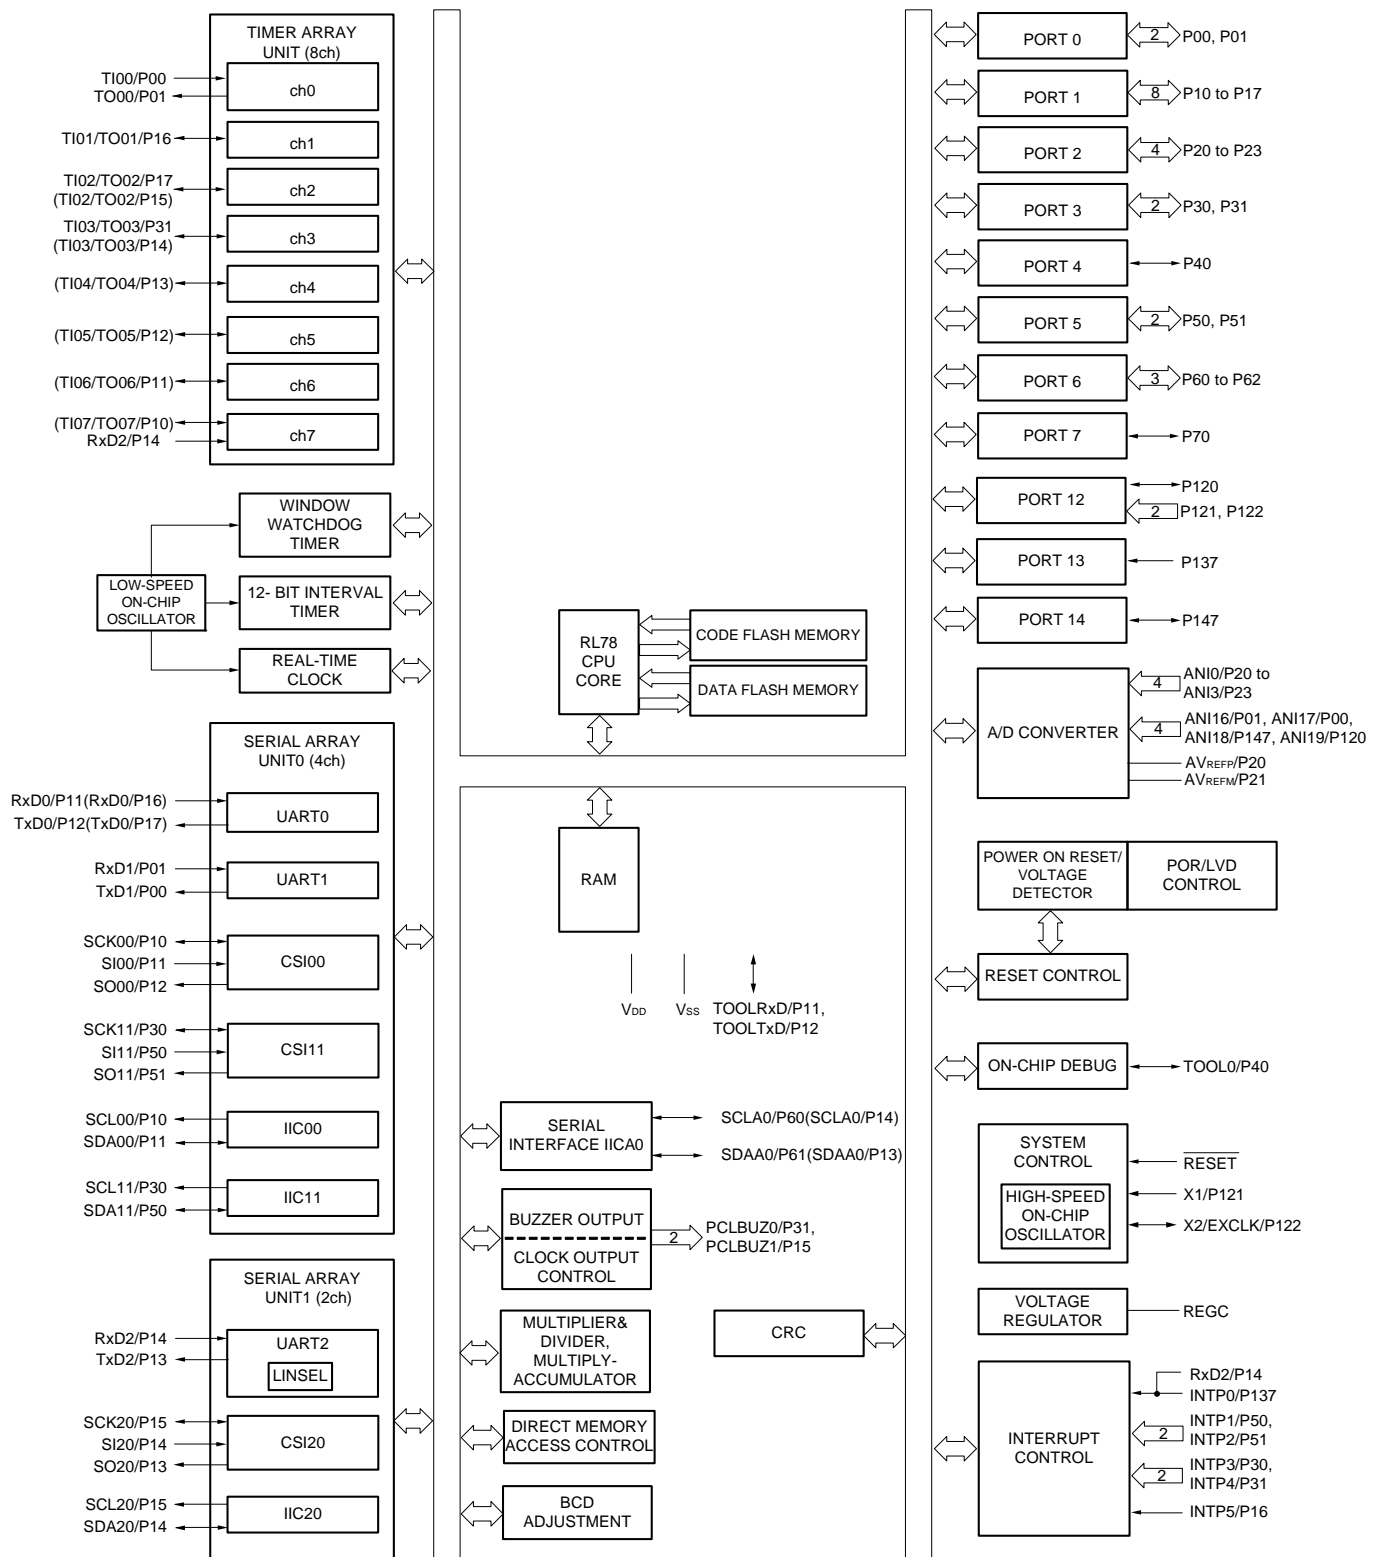 TIMER ARRAY
UNIT (8ch)
TI00/P00
TO00/P01
ch0
TI01/TO01/P16
ch1
TI02/TO02/P17
(TI02/TO02/P15)
ch2
TI03/TO03/P31
(TI03/TO03/P14)
ch3
(TI04/TO04/P13)
ch4
(TI05/TO05/P12)
ch5
(TI06/TO06/P11)
ch6
(TI07/TO07/P10)
RxD2/P14
ch7
WINDOW
WATCHDOG
TIMER
LOW-SPEED
ON-CHIP
OSCILLATOR
12- BIT INTERVAL
TIMER
REAL-TIME
CLOCK
SERIAL ARRAY
UNIT0 (4ch)
RxD0/P11(RxD0/P16)
TxD0/P12(TxD0/P17)
UART0
RxD1/P01
TxD1/P00
UART1
SCK00/P10
SI00/P11
SO00/P12
CSI00
SCK11/P30
SI11/P50
SO11/P51
CSI11
SCL00/P10
SDA00/P11
IIC00
SCL11/P30
SDA11/P50
IIC11
SERIAL ARRAY
UNIT1 (2ch)
RxD2/P14
TxD2/P13
UART2
LINSEL
SCK20/P15
SI20/P14
SO20/P13
CSI20
SCL20/P15
SDA20/P14
IIC20
RL78
CPU
CORE
CODE FLASH MEMORY
DATA FLASH MEMORY
RAM
VDD
VSS
TOOLRxD/P11,
TOOLTxD/P12
SERIAL
INTERFACE IICA0
SCLA0/P60(SCLA0/P14)
SDAA0/P61(SDAA0/P13)
BUZZER OUTPUT
CLOCK OUTPUT
CONTROL
2
PCLBUZ0/P31,
PCLBUZ1/P15
MULTIPLIER&
DIVIDER,
MULTIPLY-
ACCUMULATOR
CRC
DIRECT MEMORY
ACCESS CONTROL
BCD
ADJUSTMENT
PORT 0
2
P00, P01
PORT 1
8
P10 to P17
PORT 2
4
P20 to P23
PORT 3
2
P30, P31
PORT 4
P40
PORT 5
2
P50, P51
PORT 6
3
P60 to P62
PORT 7
P70
PORT 12
P120
2
P121, P122
PORT 13
P137
PORT 14
P147
A/D CONVERTER
4
ANI0/P20 to
ANI3/P23
4
ANI16/P01, ANI17/P00,
ANI18/P147, ANI19/P120
AVREFP/P20
AVREFM/P21
POWER ON RESET/
VOLTAGE
DETECTOR
POR/LVD
CONTROL
RESET CONTROL
ON-CHIP DEBUG
TOOL0/P40
SYSTEM
CONTROL
HIGH-SPEED
ON-CHIP
OSCILLATOR
RESET
X1/P121
X2/EXCLK/P122
VOLTAGE
REGULATOR
REGC
INTERRUPT
CONTROL
RxD2/P14
INTP0/P137
2
INTP1/P50,
INTP2/P51
2
INTP3/P30,
INTP4/P31
INTP5/P16